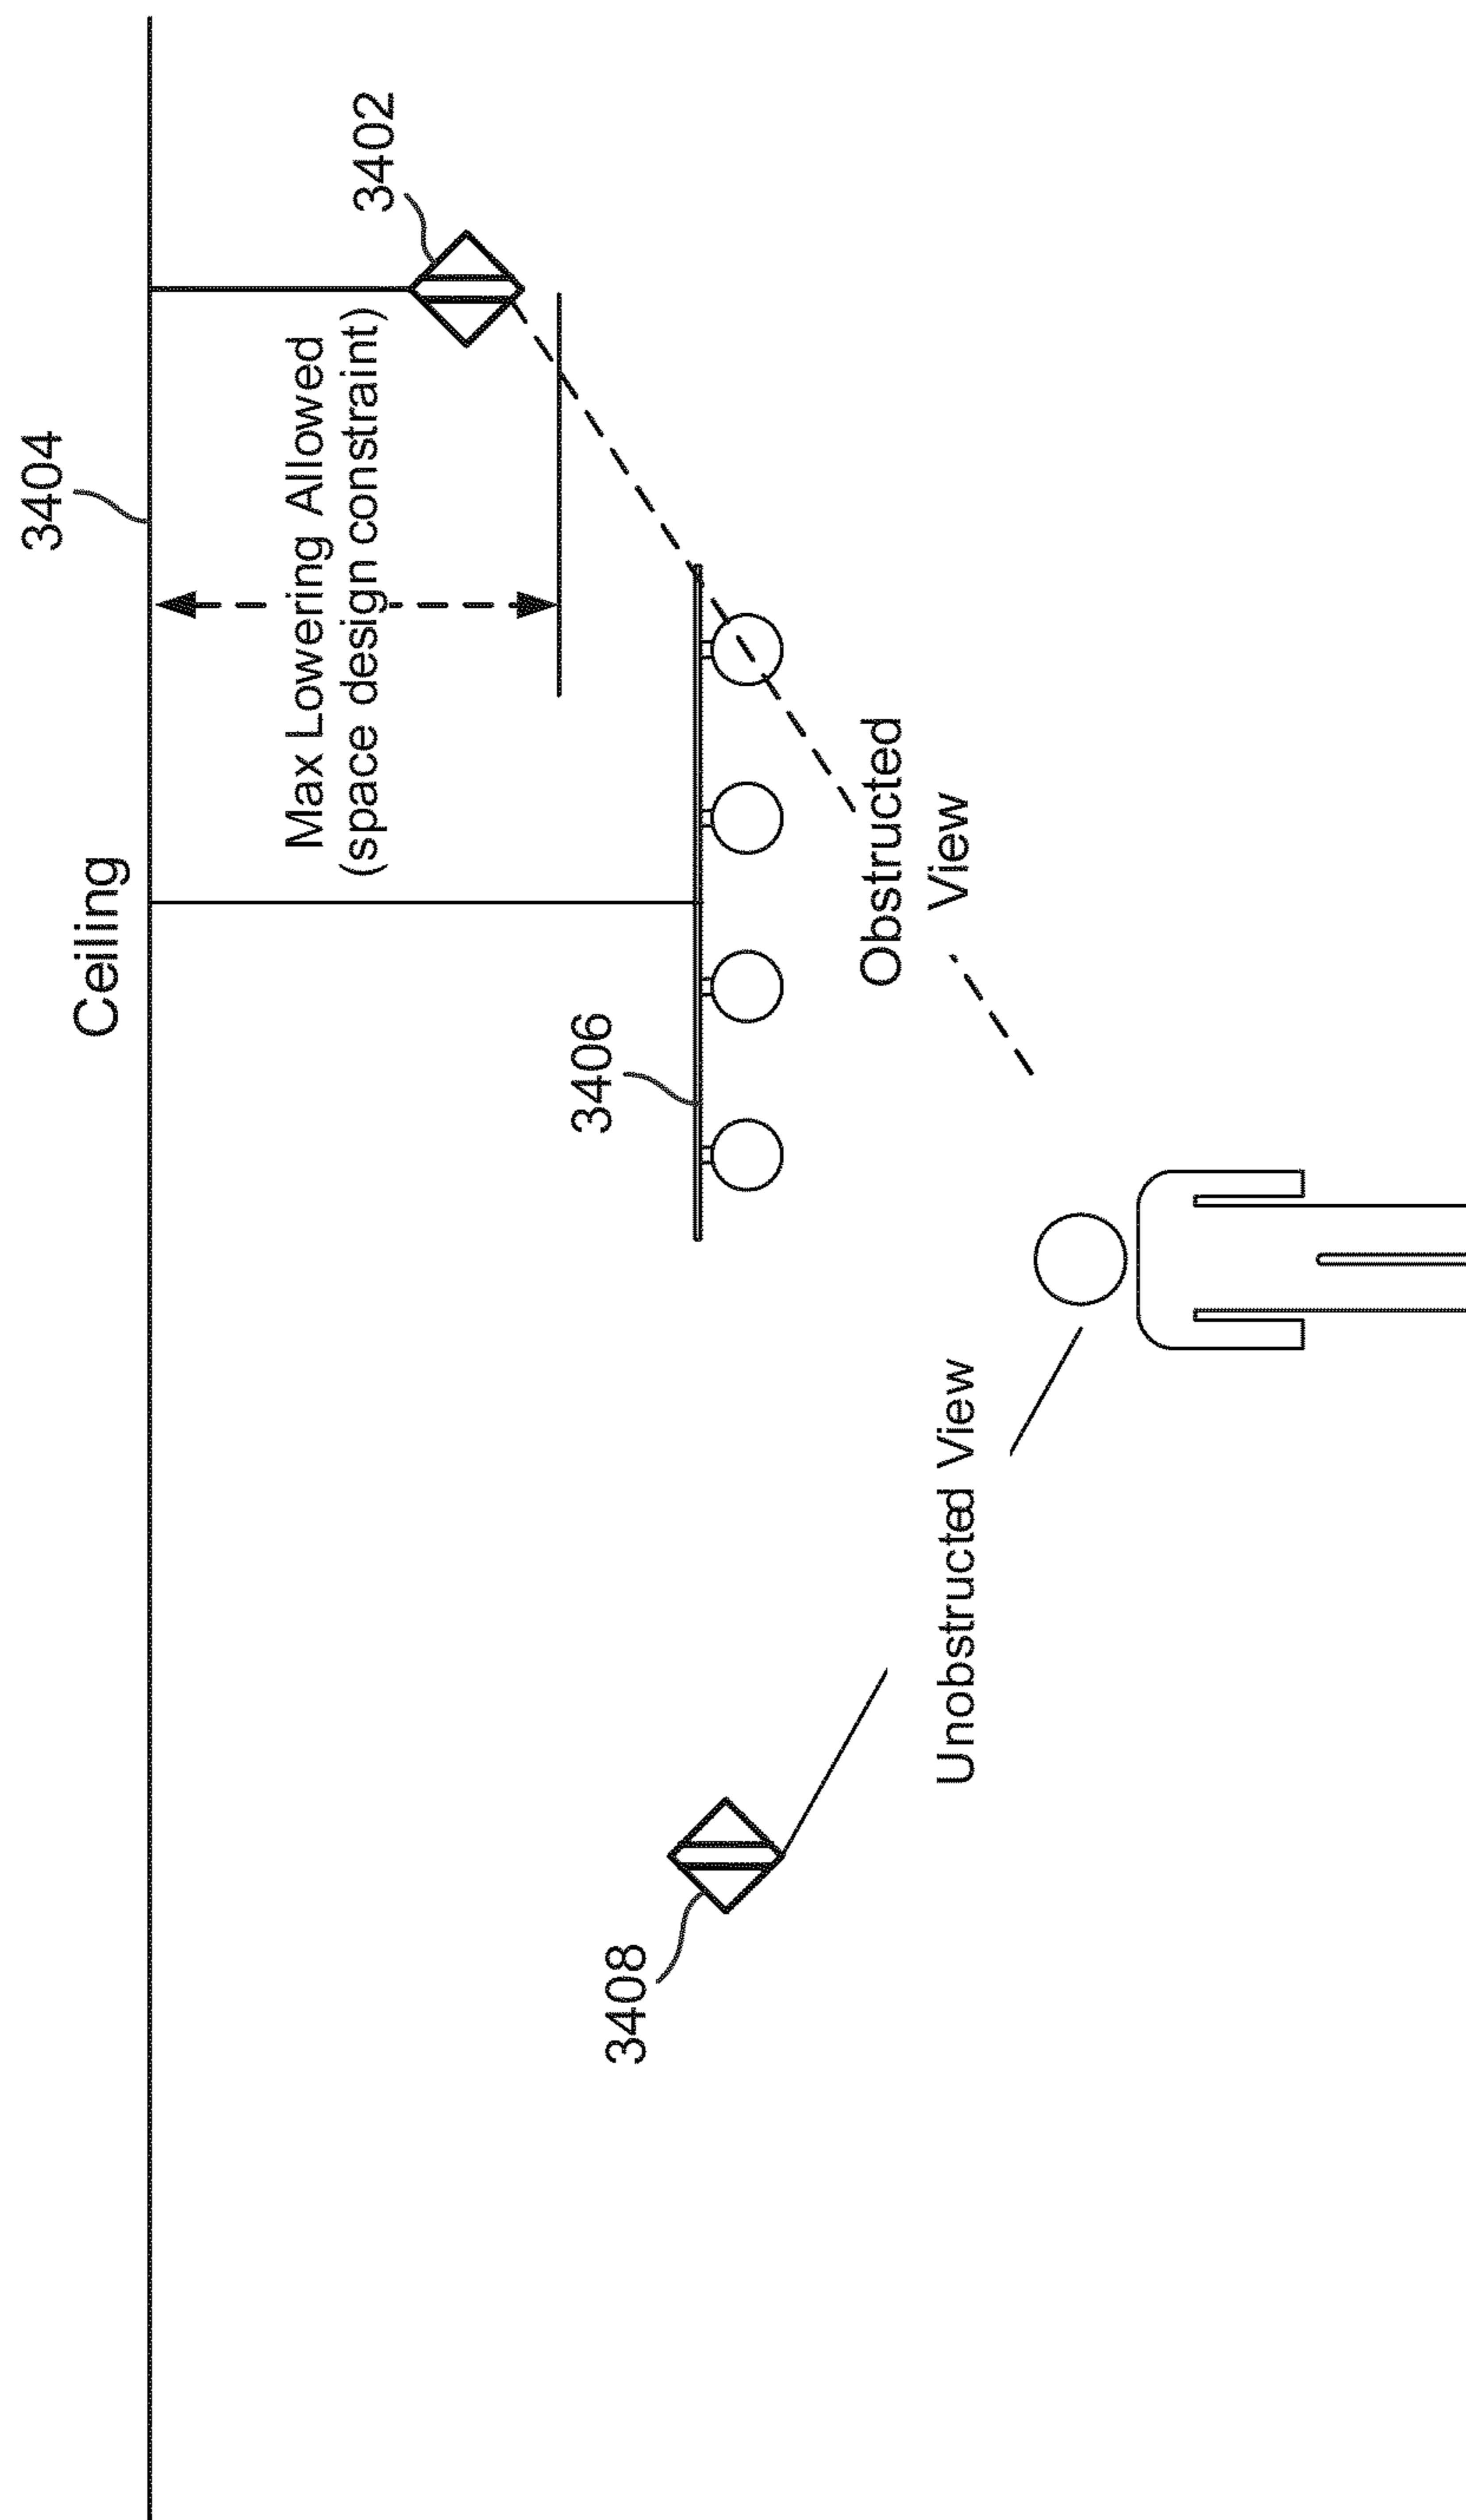 3404
Ceiling
3402
Max Lowering Allowed
(space design constraint)
3406
3408
Obstructed
View
Unobstructed View